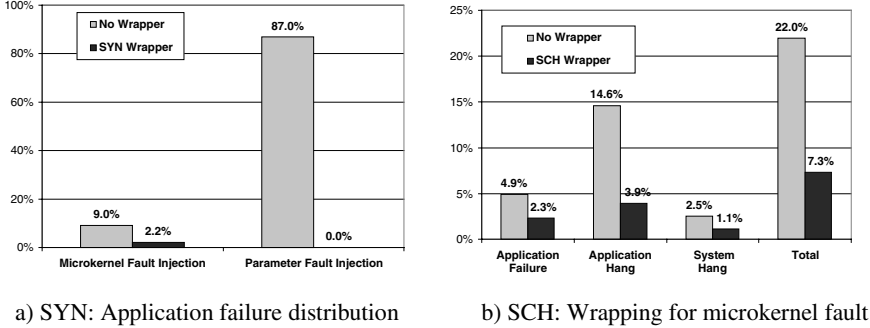 100%
80%
60%
40%
20%
0%
No Wrapper
SYN Wrapper
87.0%
9.0%
2.2%
0.0%
Microkernel Fault Injection
Parameter Fault Injection
a) SYN: Application failure distribution
25%
20%
15%
10%
5%
0%
No Wrapper
SCH Wrapper
22.0%
14.6%
7.3%
4.9%
2.3%
3.9%
2.5%
1.1%
Application
Failure
Application
Hang
System
Hang
Total
b) SCH: Wrapping for microkernel fault